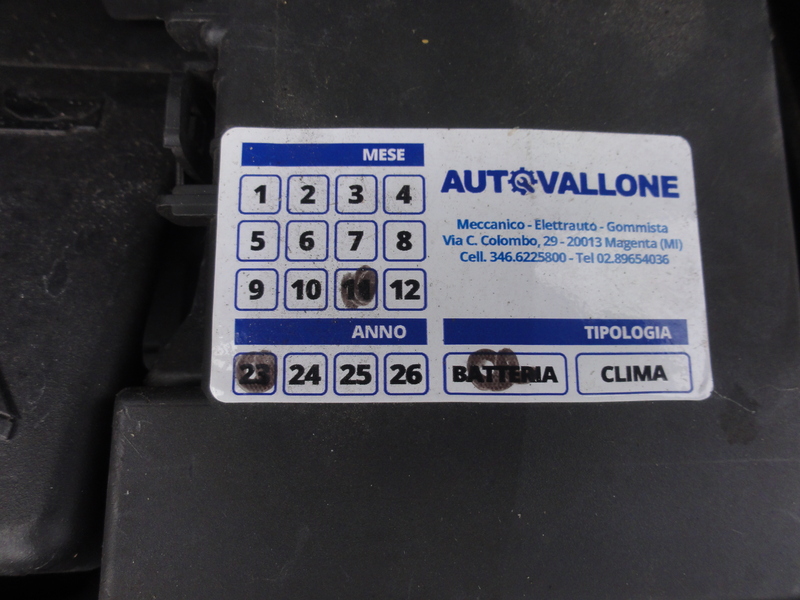 MESE
1 2 3 4
5 6 7 8
9 10 11 12
ANNO
23 24 25 26
AUTOVALLONE
Meccanico - Elettrauto - Gommista
Via C. Colombo, 29 - 20013 Magenta (MI)
Cell. 346.6225800 - Tel 02.89654036
TIPOLOGIA
BATTERIA CLIMA